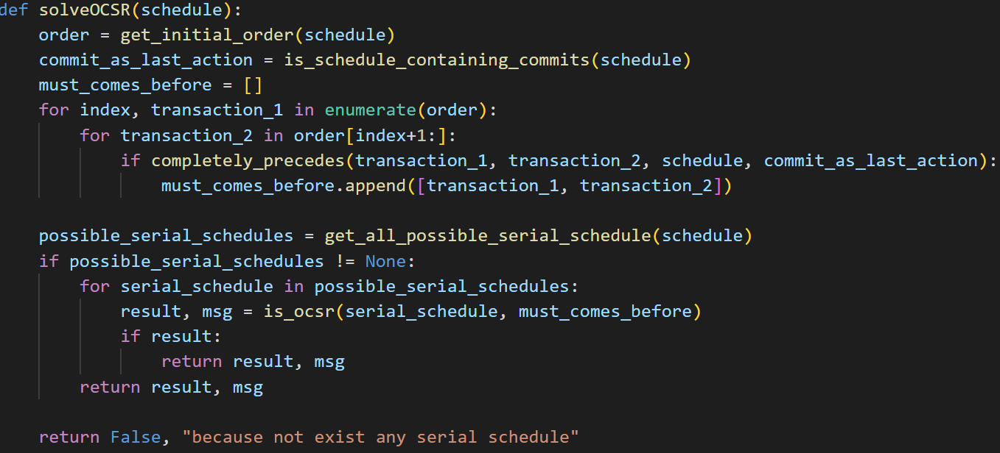 def solveOCSR(schedule):
    order = get_initial_order(schedule)
    commit_as_last_action = is_schedule_containing_commits(schedule)
    must_comes_before = []
    for index, transaction_1 in enumerate(order):
        for transaction_2 in order[index+1:]:
            if completely_precedes(transaction_1, transaction_2, schedule, commit_as_last_action):
                must_comes_before.append([transaction_1, transaction_2])

    possible_serial_schedules = get_all_possible_serial_schedule(schedule)
    if possible_serial_schedules != None:
        for serial_schedule in possible_serial_schedules:
            result, msg = is_ocsr(serial_schedule, must_comes_before)
            if result:
                return result, msg
        return result, msg

    return False, "because not exist any serial schedule"